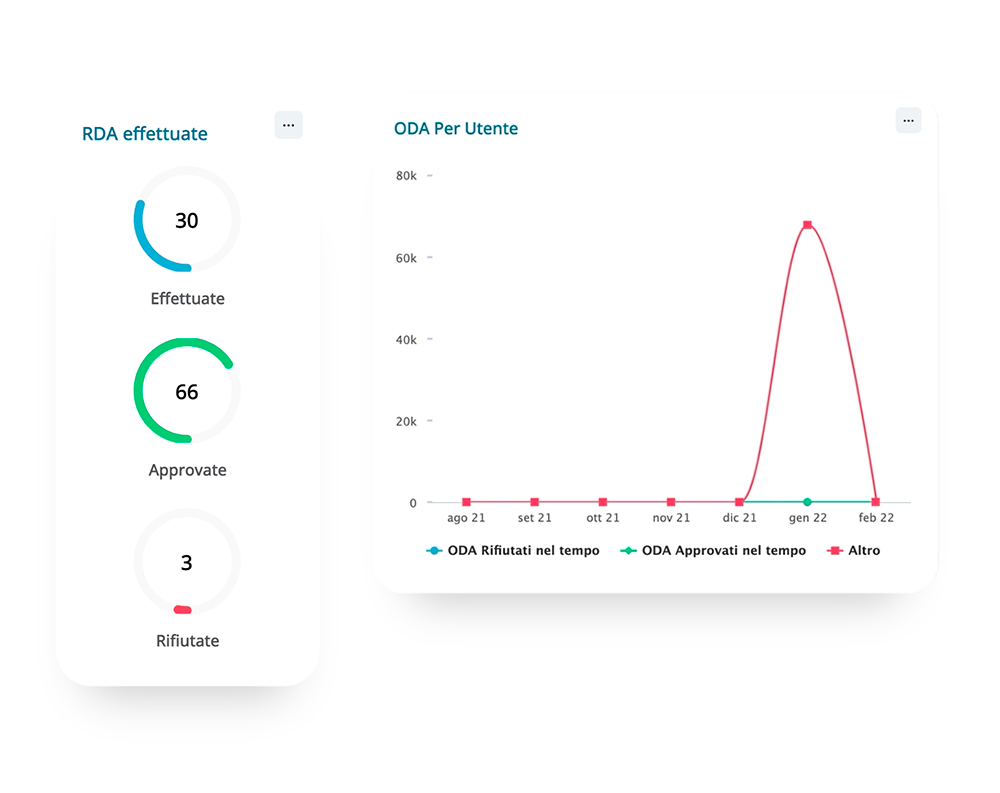 RDA effettuate
...
30
Effettuate
66
Approvate
3
Rifiutate
ODA Per Utente
...
80k
60k
40k
20k
0
ago 21 set 21 ott 21 nov 21 dic 21 gen 22 feb 22
ODA Rifiutati nel tempo ODA Approvati nel tempo Altro